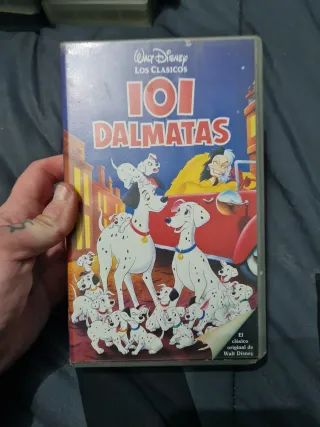 Walt Disney
LOS CLASICOS
101
DALMATAS
El
clásico
original de
Walt Disney